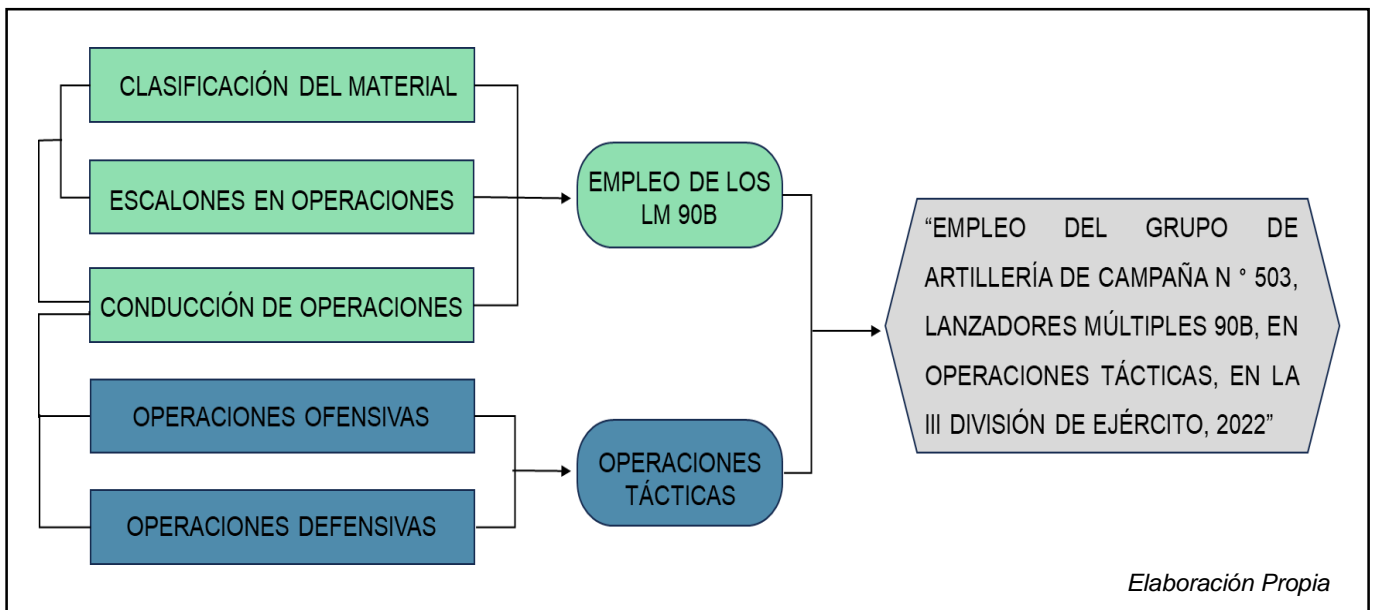 CLASIFICACIÓN DEL MATERIAL
ESCALONES EN OPERACIONES
CONDUCCIÓN DE OPERACIONES
OPERACIONES OFENSIVAS
OPERACIONES DEFENSIVAS
EMPLEO DE LOS
LM 90B
OPERACIONES
TÁCTICAS
“EMPLEO DEL GRUPO DE
ARTILLERÍA DE CAMPAÑA N ° 503,
LANZADORES MÚLTIPLES 90B, EN
OPERACIONES TÁCTICAS, EN LA
III DIVISIÓN DE EJÉRCITO, 2022”
Elaboración Propia